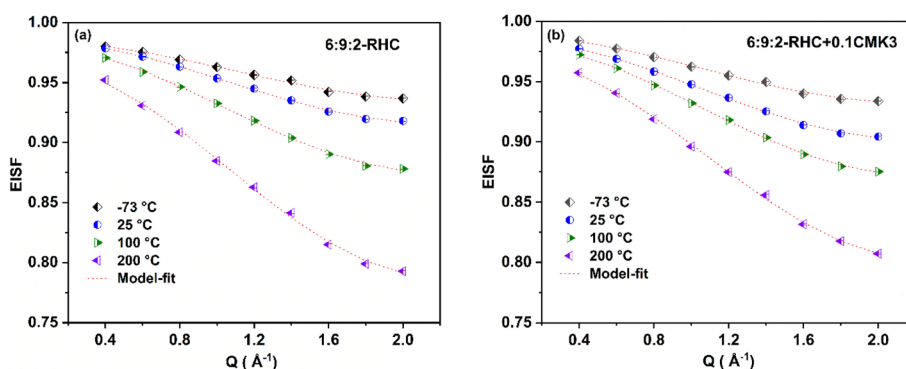 (a)
6:9:2-RHC
1.00
0.95
0.90
0.85
0.80
0.75
EISF
-73 °C
25 °C
100 °C
200 °C
Model-fit
0.4 0.8 1.2 1.6 2.0
Q ( Å-1)
(b)
6:9:2-RHC+0.1CMK3
1.00
0.95
0.90
0.85
0.80
0.75
EISF
-73 °C
25 °C
100 °C
200 °C
Model-fit
0.4 0.8 1.2 1.6 2.0
Q ( Å-1)